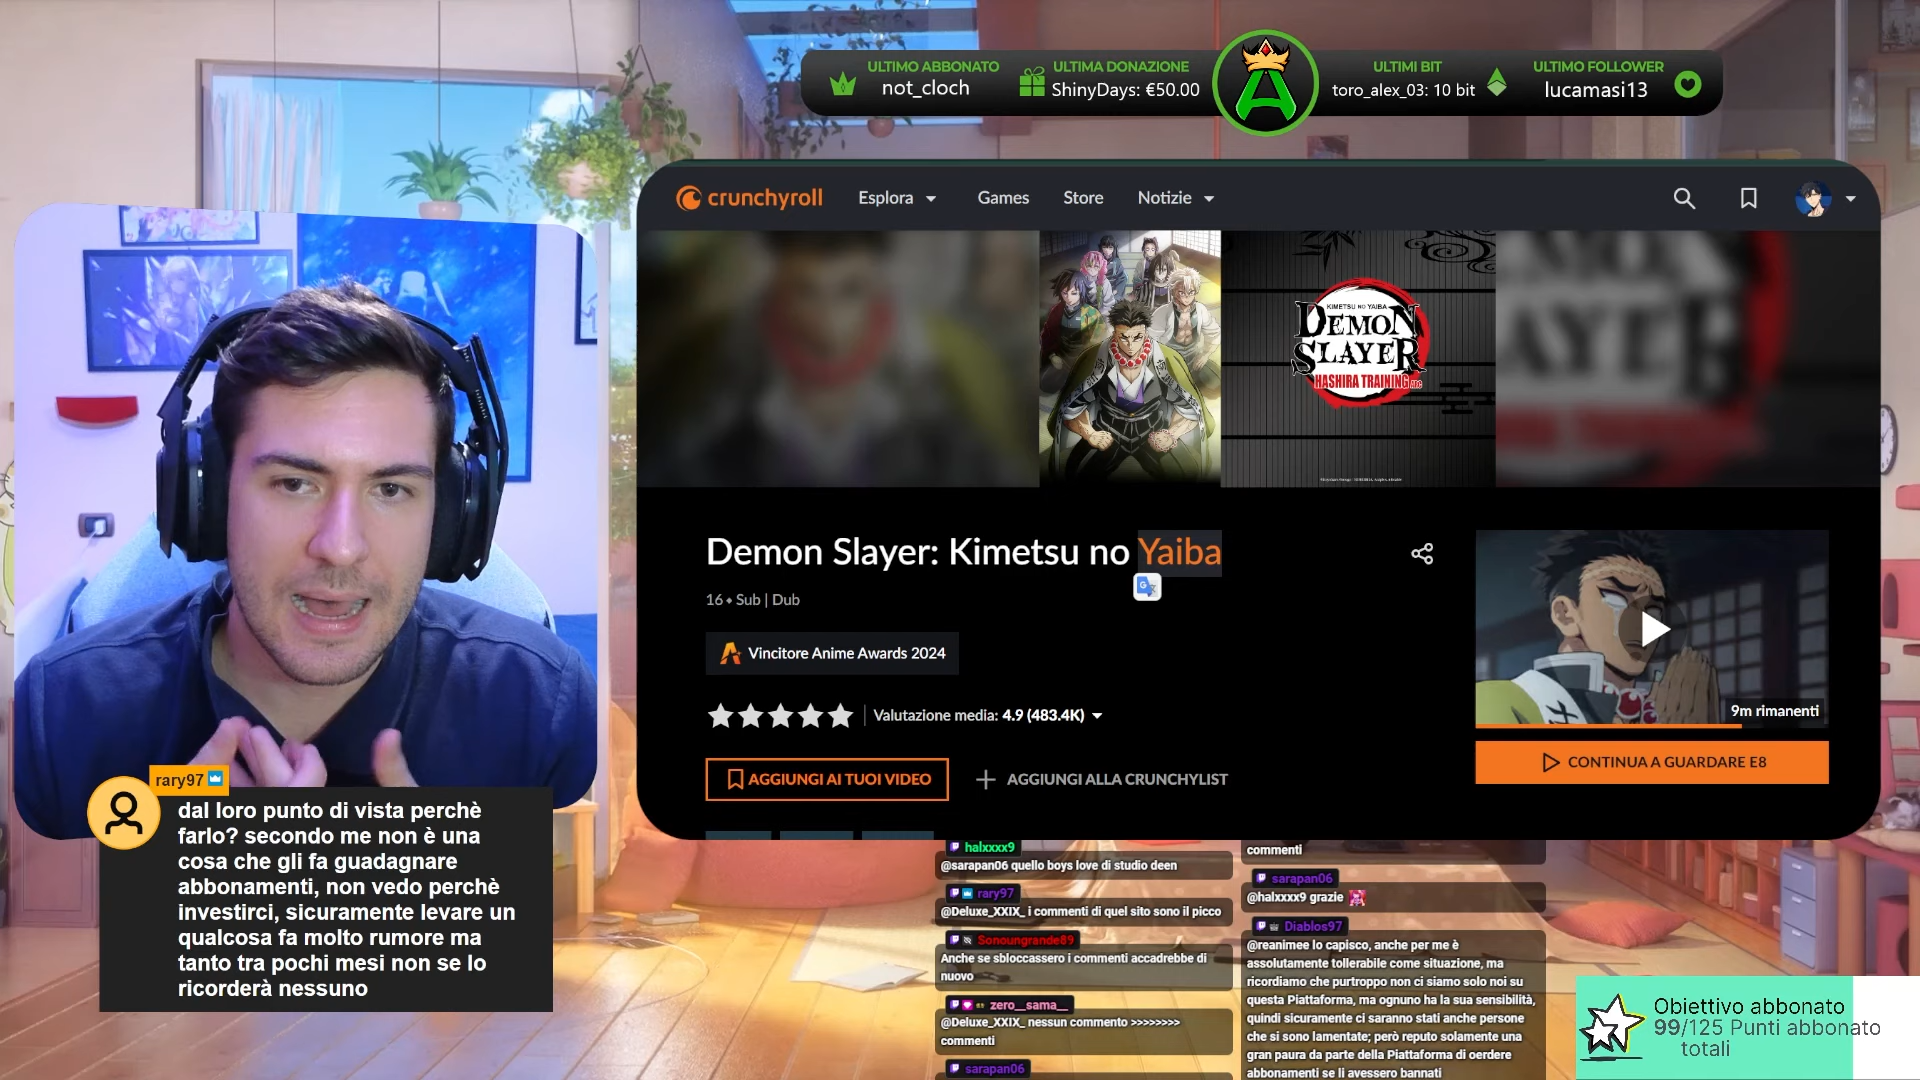 ULTIMO ABBONATO
not_cloch
ULTIMA DONAZIONE
ShinyDays: €50.00
ULTIMI BIT
toro_alex_03: 10 bit
ULTIMO FOLLOWER
lucamasi13
crunchyroll
Esplora
Games
Store
Notizie
KIMETSU NO YAIBA
DEMON
SLAYER
HASHIRA TRAINING ARC
Demon Slayer: Kimetsu no Yaiba
16 • Sub | Dub
Vincitore Anime Awards 2024
Valutazione media: 4.9 (483.4K)
AGGIUNGI AI TUOI VIDEO
AGGIUNGI ALLA CRUNCHYLIST
9m rimanenti
CONTINUA A GUARDARE E8
rary97
dal loro punto di vista perchè
farlo? secondo me non è una
cosa che gli fa guadagnare
abbonamenti, non vedo perchè
investirci, sicuramente levare un
qualcosa fa molto rumore ma
tanto tra pochi mesi non se lo
ricorderà nessuno
halxxxx9
@sarapan06 quello boys love di studio deen
rary97
@Deluxe_XXIX_ i commenti di quel sito sono il picco
Sonoungrande89
Anche se sbloccassero i commenti accadrebbe di
nuovo
zero__sama__
@Deluxe_XXIX_ nessun commento >>>>>>>>
commenti
sarapan06
commenti
sarapan06
@halxxxx9 grazie
Diablos97
@reanimee lo capisco, anche per me è
assolutamente tollerabile come situazione, ma
ricordiamo che purtroppo non ci siamo solo noi su
questa Piattaforma, ma ognuno ha la sua sensibilità,
quindi sicuramente ci saranno stati anche persone
che si sono lamentate; però reputo solamente una
gran paura da parte della Piattaforma di oerdere
abbonamenti se li avessero bannati
Obiettivo abbonato
99/125 Punti abbonato
totali